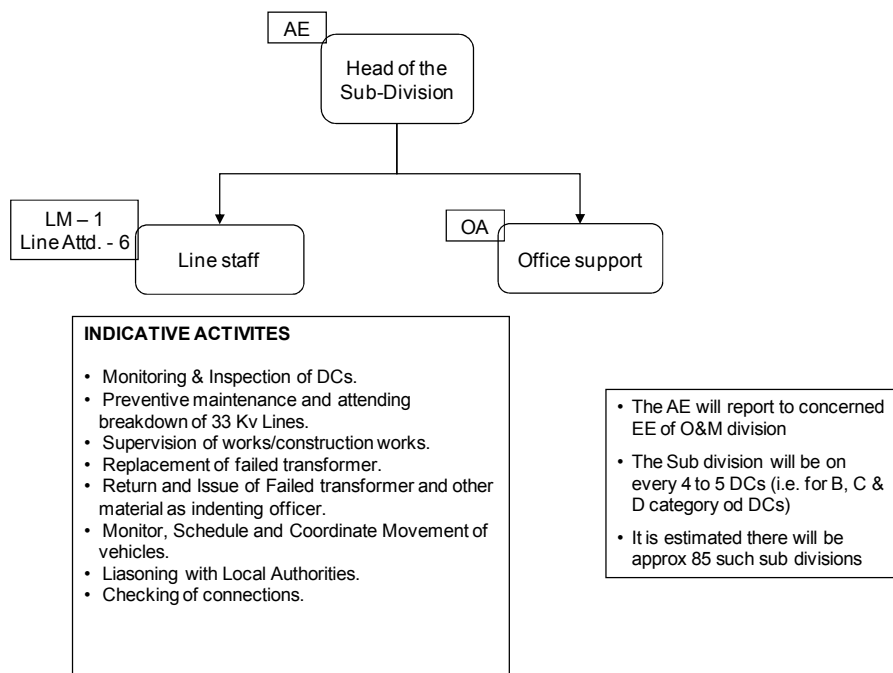 AE
Head of the
Sub-Division
LM – 1
Line Attd. - 6
Line staff
OA
Office support
INDICATIVE ACTIVITES
• Monitoring & Inspection of DCs.
• Preventive maintenance and attending
breakdown of 33 Kv Lines.
• Supervision of works/construction works.
• Replacement of failed transformer.
• Return and Issue of Failed transformer and other
material as indenting officer.
• Monitor, Schedule and Coordinate Movement of
vehicles.
• Liasoning with Local Authorities.
• Checking of connections.
• The AE will report to concerned
EE of O&M division
• The Sub division will be on
every 4 to 5 DCs (i.e. for B, C &
D category od DCs)
• It is estimated there will be
approx 85 such sub divisions